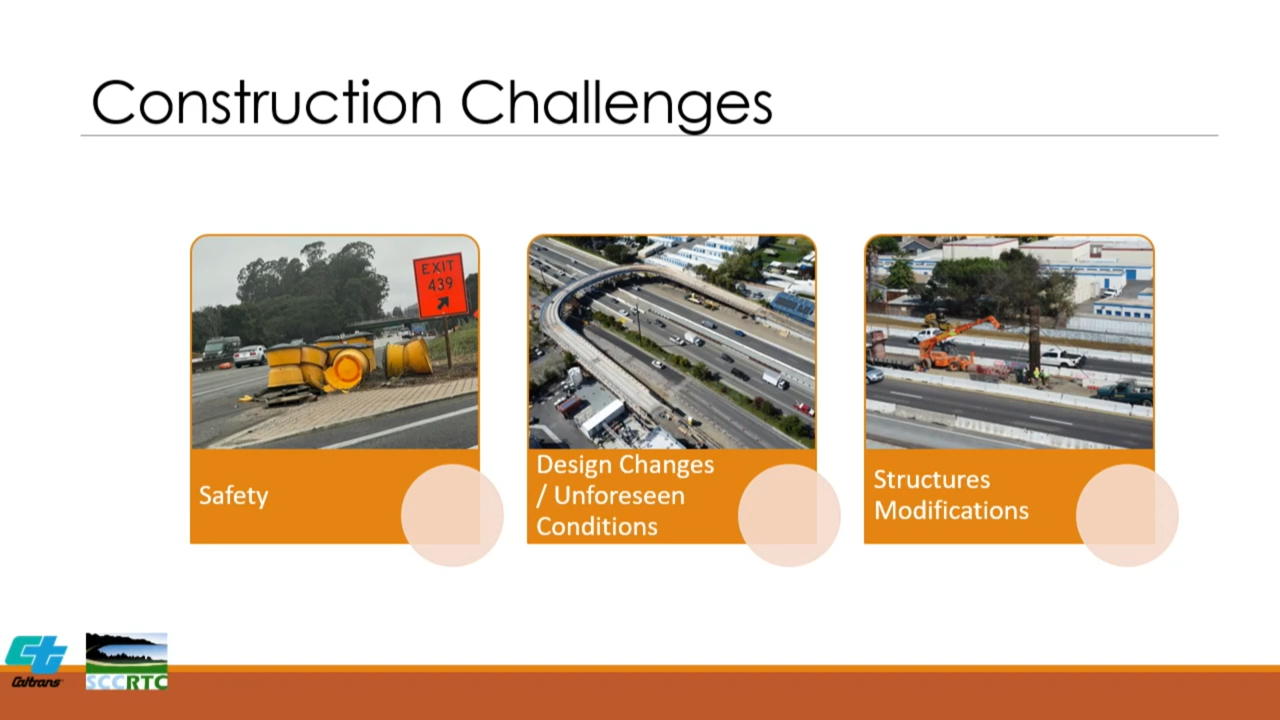 Construction Challenges
EXIT
439
Safety
Design Changes
/ Unforeseen
Conditions
Structures
Modifications
Caltrans
SCCRTC